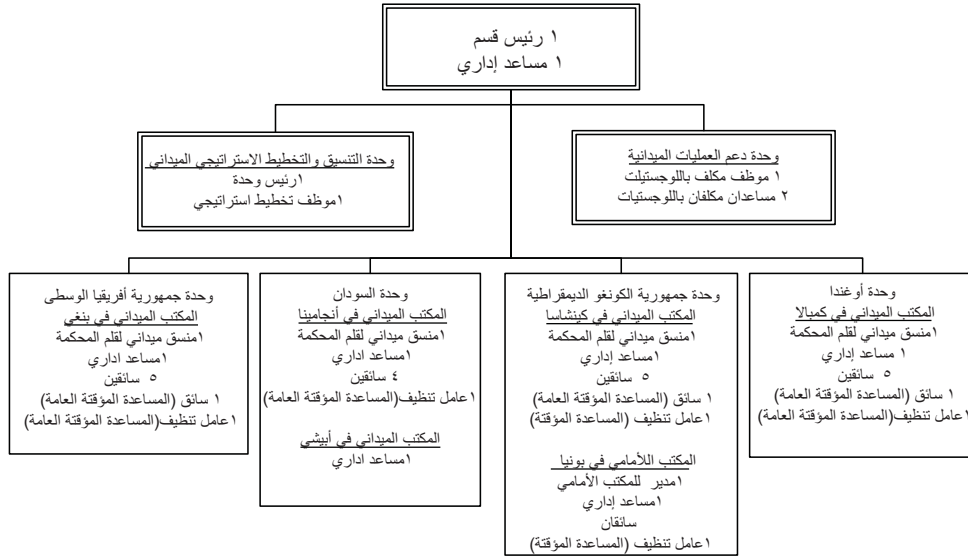 ١ رئيس قسم
١ مساعد إداري
وحدة دعم العمليات الميدانية
١ موظف مكلف باللوجستيلت
٢ مساعدان مكلفان باللوجستيات
وحدة التنسيق والتخطيط الاستراتيجي الميداني
١رئيس وحدة
١موظف تخطيط استراتيجي
وحدة أوغندا
المكتب الميداني في كمبالا
١منسق ميداني لقلم المحكمة
١ مساعد إداري
٥ سائقين
١ سائق (المساعدة المؤقتة العامة)
١عامل تنظيف(المساعدة المؤقتة العامة)
وحدة جمهورية الكونغو الديمقراطية
المكتب الميداني في كينشاسا
١منسق ميداني لقلم المحكمة
١مساعد إداري
٥ سائقين
١ سائق (المساعدة المؤقتة العامة)
١عامل تنظيف (المساعدة المؤقتة)
المكتب اللأمامي في بونيا
١مدير للمكتب الأمامي
١مساعد إداري
سائقان
١عامل تنظيف (المساعدة المؤقتة)
وحدة السودان
المكتب الميداني في أنجامينا
١منسق ميداني لقلم المحكمة
١مساعد اداري
٤ سائقين
١عامل تنظيف(المساعدة المؤقتة العامة)
المكتب الميداني في أبيشي
١مساعد اداري
وحدة جمهورية أفريقيا الوسطى
المكتب الميداني في بنغي
١منسق ميداني لقلم المحكمة
١مساعد اداري
٥ سائقين
١ سائق (المساعدة المؤقتة العامة)
١عامل تنظيف(المساعدة المؤقتة العامة)